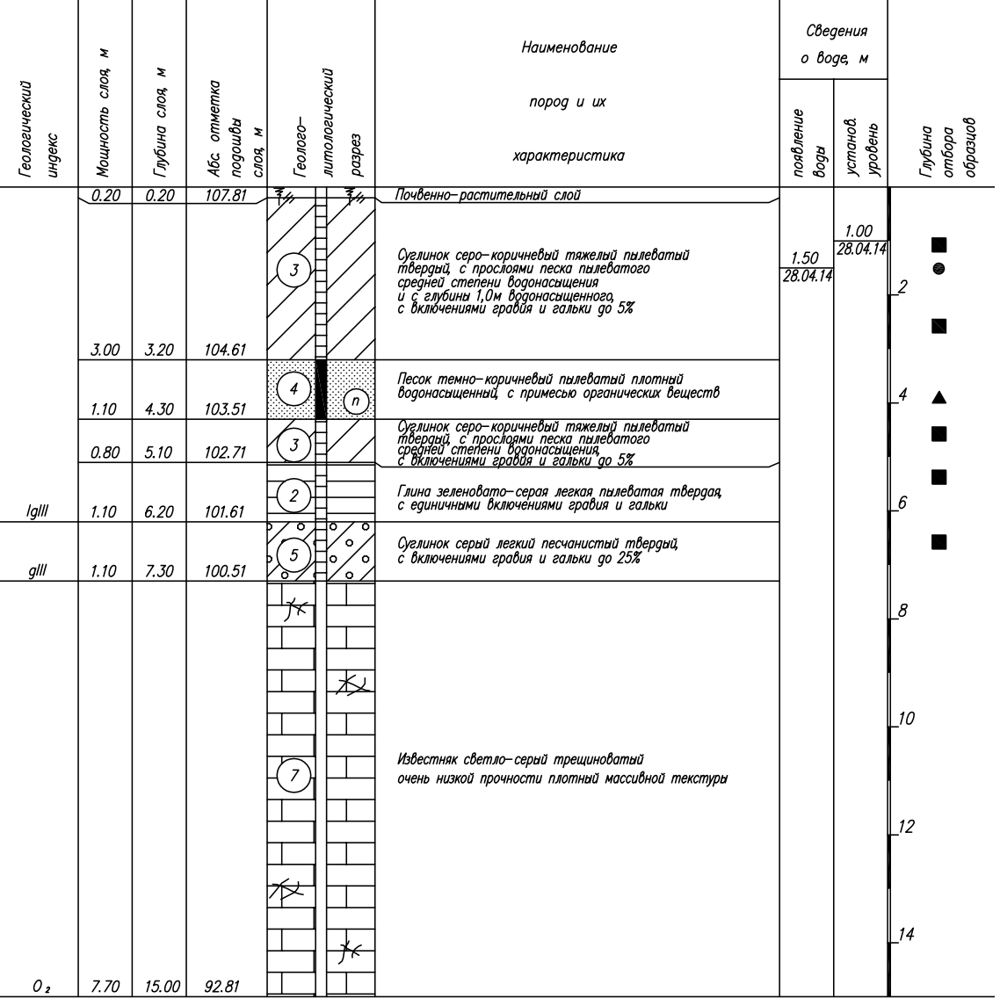 Геологический
индекс
Мощность слоя, м
Глубина слоя, м
Абс. отметка
подошвы
слоя, м
Геолого-
литологический
разрез
Наименование
пород и их
характеристика
Сведения
о воде, м
появление
воды
установ.
уровень
Глубина
отбора
образцов
0.20 0.20 107.81 Почвенно-растительный слой
1.00
28.04.14
1.50
28.04.14
Суглинок серо-коричневый тяжелый пылеватый
твердый, с прослоями песка пылеватого
средней степени водонасыщения
и с глубины 1,0м водонасыщенного,
с включениями гравия и гальки до 5%
3
2
3.00 3.20 104.61
Песок темно-коричневый пылеватый плотный
водонасыщенный, с примесью органических веществ
4
п
4
1.10 4.30 103.51
Суглинок серо-коричневый тяжелый пылеватый
твердый, с прослоями песка пылеватого
средней степени водонасыщения,
с включениями гравия и гальки до 5%
3
0.80 5.10 102.71
Глина зеленовато-серая легкая пылеватая твердая,
с единичными включениями гравия и гальки
2
6
lgIII 1.10 6.20 101.61
Суглинок серый легкий песчанистый твердый,
с включениями гравия и гальки до 25%
5
gIII 1.10 7.30 100.51
8
10
Известняк светло-серый трещиноватый
очень низкой прочности плотный массивной текстуры
7
12
14
O₂ 7.70 15.00 92.81